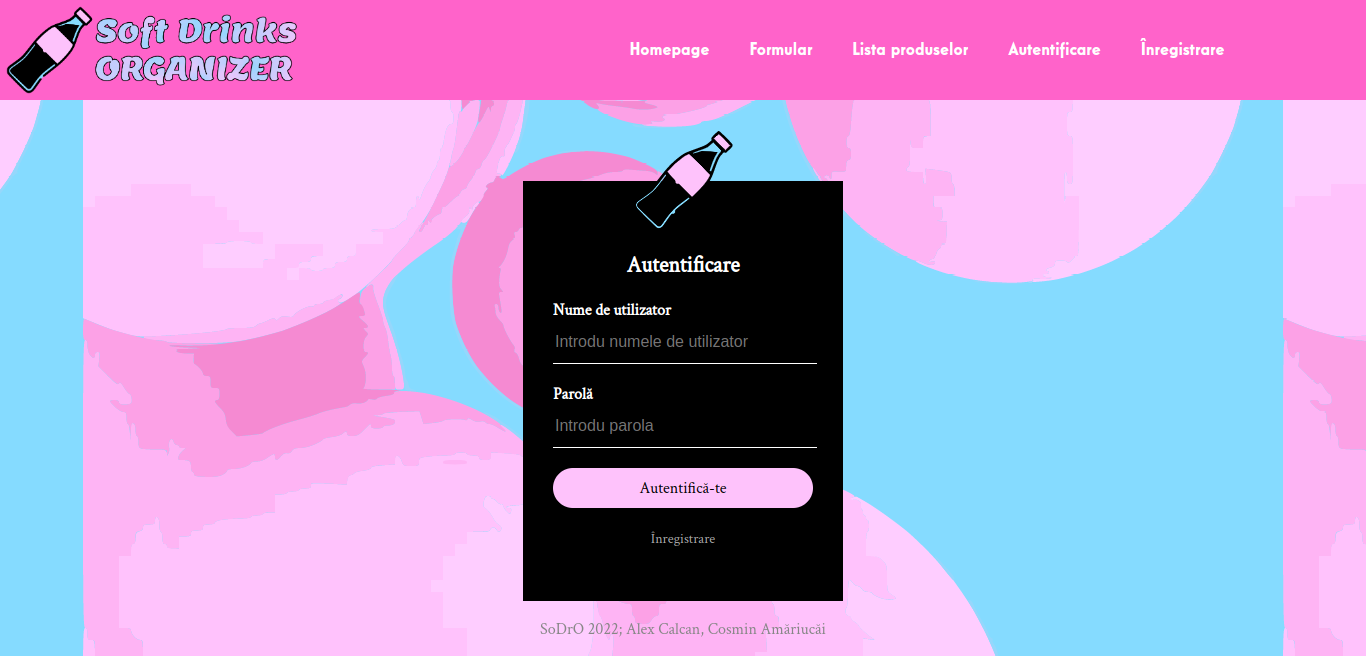 Soft Drinks
ORGANIZER
Homepage Formular Lista produselor Autentificare Înregistrare
Autentificare
Nume de utilizator
Introdu numele de utilizator
Parolă
Introdu parola
Autentifică-te
Înregistrare
SoDrO 2022; Alex Calcan, Cosmin Amăriucăi